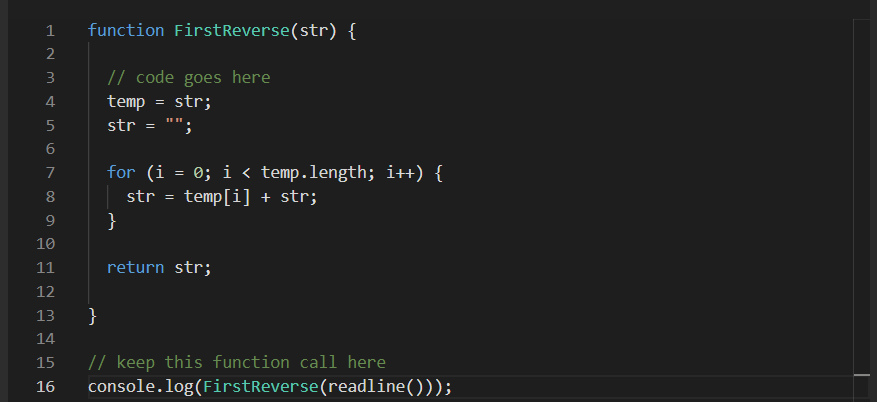 1 function FirstReverse(str) {
2
3 // code goes here
4 temp = str;
5 str = "";
6
7 for (i = 0; i < temp.length; i++) {
8 str = temp[i] + str;
9 }
10
11 return str;
12
13 }
14
15 // keep this function call here
16 console.log(FirstReverse(readline()));